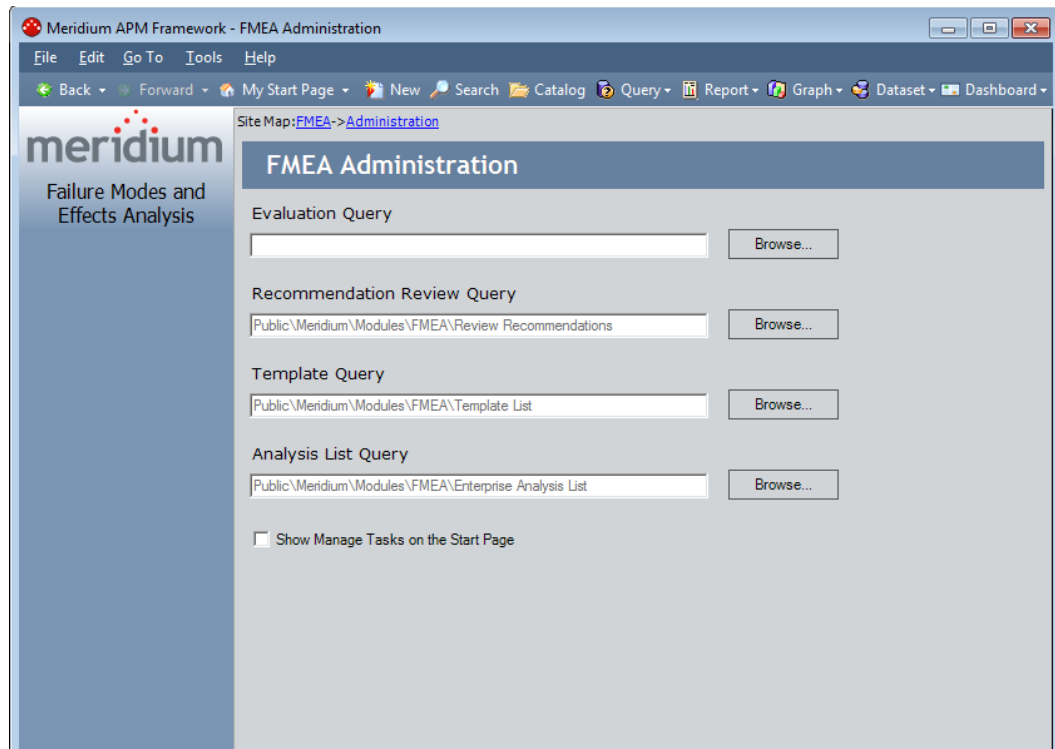 Meridium APM Framework - FMEA Administration
File Edit Go To Tools Help
Back Forward My Start Page New Search Catalog Query Report Graph Dataset Dashboard
meridium
Failure Modes and
Effects Analysis
Site Map:FMEA->Administration
FMEA Administration
Evaluation Query
Browse...
Recommendation Review Query
Public\Meridium\Modules\FMEA\Review Recommendations Browse...
Template Query
Public\Meridium\Modules\FMEA\Template List Browse...
Analysis List Query
Public\Meridium\Modules\FMEA\Enterprise Analysis List Browse...
Show Manage Tasks on the Start Page